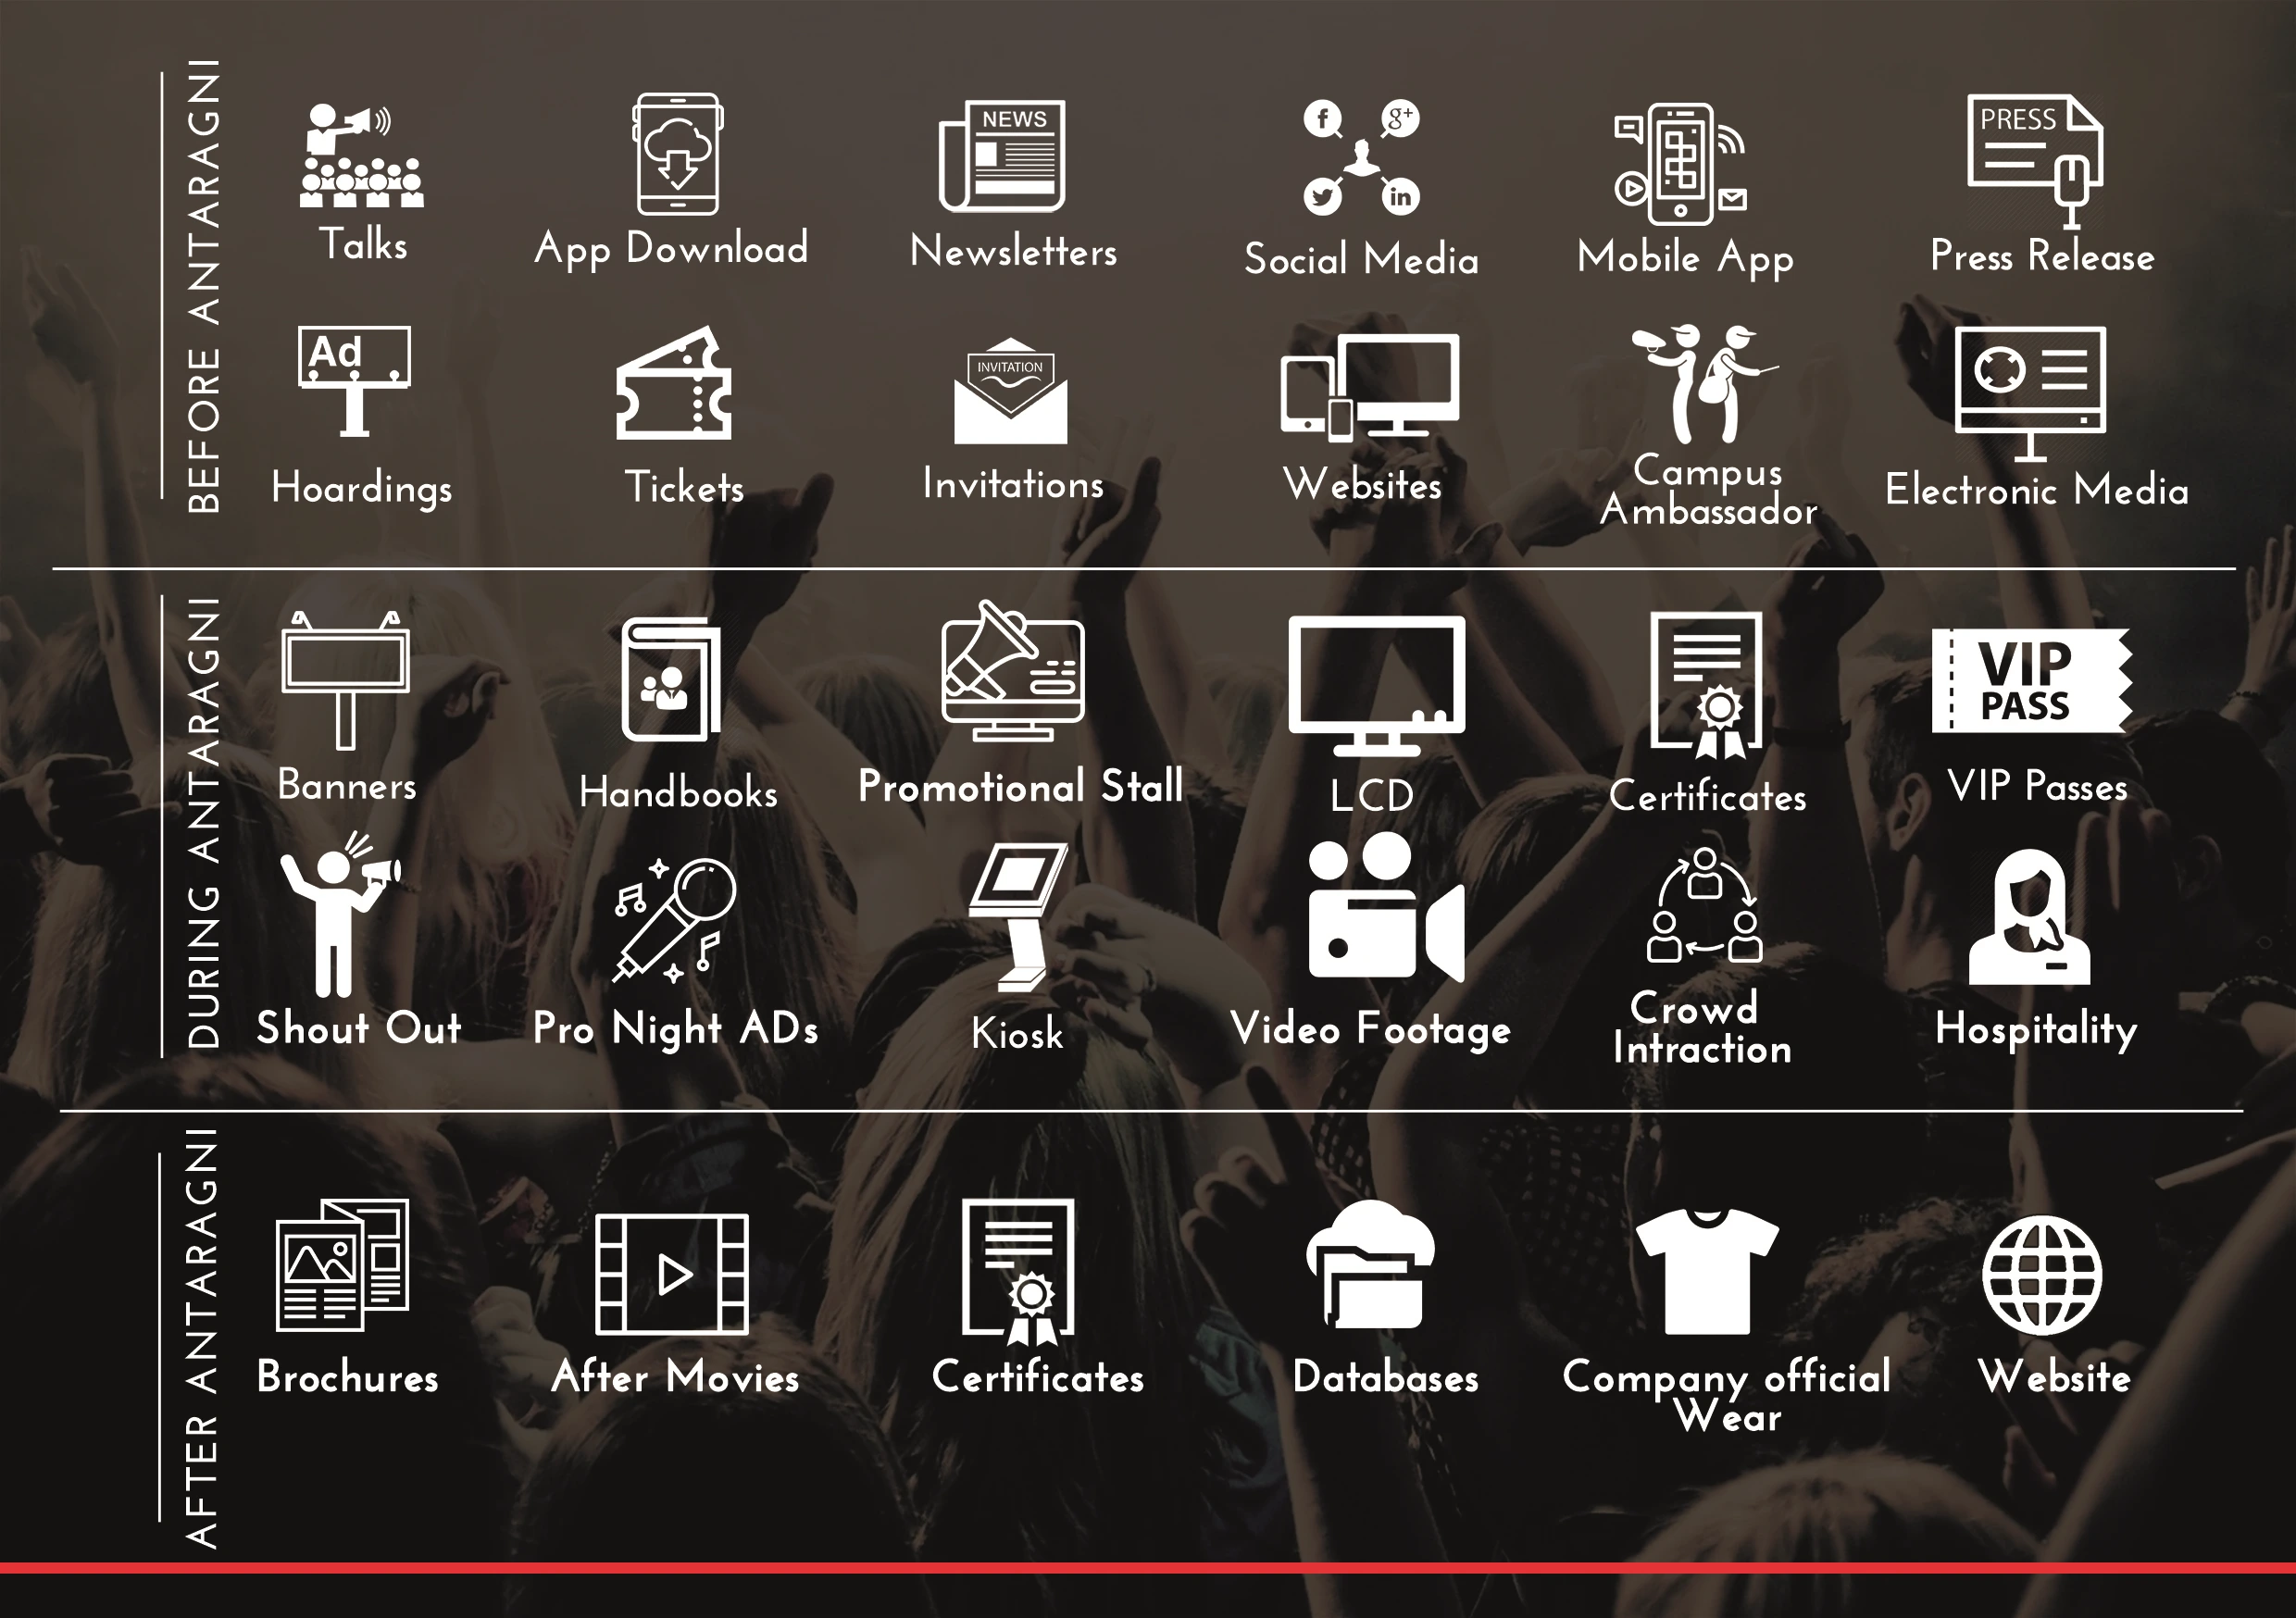 BEFORE ANTARAGNI
NEWS
f
g+
in
PRESS
Talks
App Download
Newsletters
Social Media
Mobile App
Press Release
Ad
INVITATION
Hoardings
Tickets
Invitations
Websites
Campus
Ambassador
Electronic Media
DURING ANTARAGNI
VIP
PASS
Banners
Handbooks
Promotional Stall
LCD
Certificates
VIP Passes
Shout Out
Pro Night ADs
Kiosk
Video Footage
Crowd
Intraction
Hospitality
AFTER ANTARAGNI
Brochures
After Movies
Certificates
Databases
Company official
Wear
Website